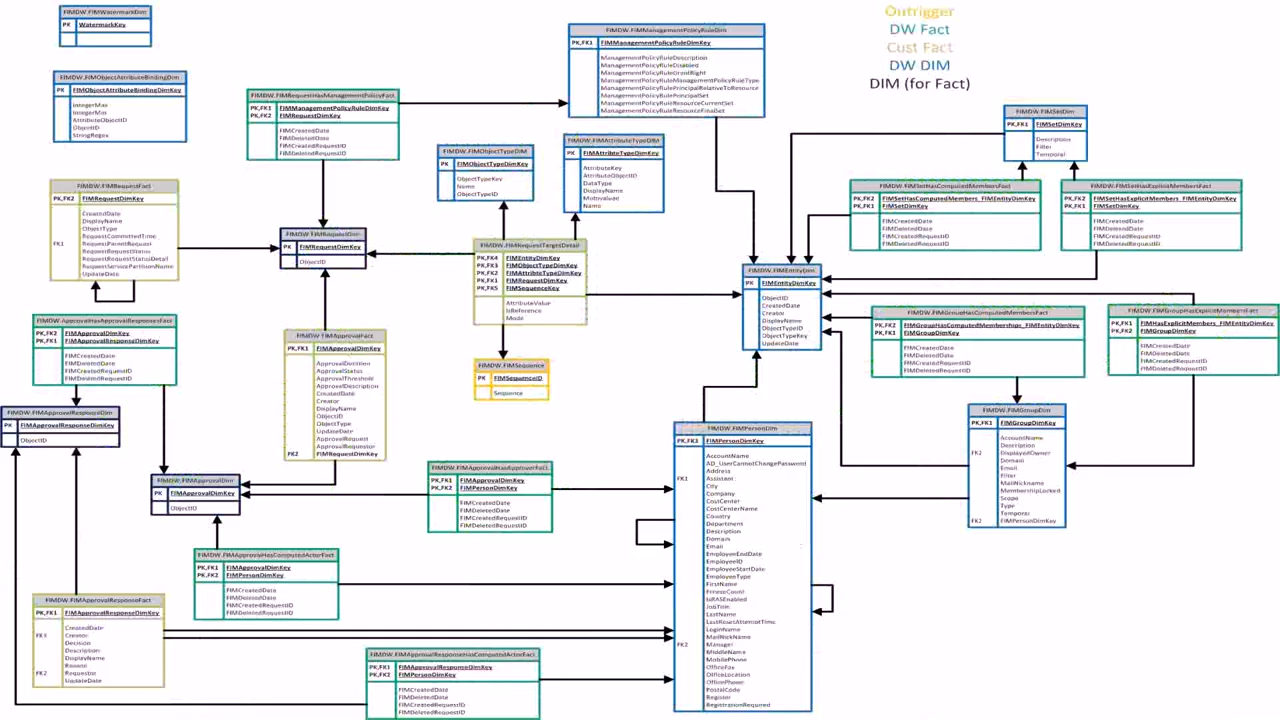 Outrigger
DW Fact
Cust Fact
DW DIM
DIM (for Fact)
FIMDW.FIMWatermarkDim
PK WatermarkKey
FIMDW.FIMObjectAttributeBindingDim
PK FIMObjectAttributeBindingDimKey
IntegerMax
IntegerMax
AttributeObjectID
ObjectID
StringRegex
FIMDW.FIMRequestHasManagementPolicyFact
PK,FK1 FIMManagementPolicyRuleDimKey
PK,FK2 FIMRequestDimKey
FIMCreatedDate
FIMDeletedDate
FIMCreatedRequestID
FIMDeletedRequestID
FIMDW.FIMManagementPolicyRuleDim
PK,FK1 FIMManagementPolicyRuleDimKey
ManagementPolicyRuleDescription
ManagementPolicyRuleDisabled
ManagementPolicyRuleGrantRight
ManagementPolicyRuleManagementPolicyRuleType
ManagementPolicyRulePrincipalRelativeToResource
ManagementPolicyRulePrincipalSet
ManagementPolicyRuleResourceCurrentSet
ManagementPolicyRuleResourceFinalSet
FIMDW.FIMObjectTypeDIM
PK FIMObjectTypeDimKey
ObjectTypeKey
Name
ObjectTypeID
FIMDW.FIMAttributeTypeDIM
PK FIMAttribteTypeDimKey
AttributeKey
AttributeObjectID
DataType
DisplayName
Multivalued
Name
FIMDW.FIMSetDim
PK,FK1 FIMSetDimKey
Description
Filter
Temporal
FIMDW.FIMSetHasComputedMembersFact
PK,FK2 FIMSetHasComputedMembers_FIMEntityDimKey
PK,FK1 FIMSetDimKey
FIMCreatedDate
FIMDeletedDate
FIMCreatedRequestID
FIMDeletedRequestID
FIMDW.FIMSetHasExplicitMembersFact
PK,FK2 FIMSetHasExplicitMembers_FIMEntityDimKey
PK,FK1 FIMSetDimKey
FIMCreatedDate
FIMDeletedDate
FIMCreatedRequestID
FIMDeletedRequestID
FIMDW.FIMRequestFact
PK,FK2 FIMRequestDimKey
CreatedDate
DisplayName
ObjectType
RequestCommittedTime
FK1 RequestParentRequest
RequestRequestStatus
RequestRequestStatusDetail
RequestServicePartitionName
UpdateDate
FIMDW.FIMRequestDim
PK FIMRequestDimKey
ObjectID
FIMDW.FIMRequestTargetDetail
PK,FK4 FIMEntityDimKey
PK,FK3 FIMObjectTypeDimKey
PK,FK2 FIMAttribteTypeDimKey
PK,FK1 FIMRequestDimKey
PK,FK5 FIMSequenceKey
AttributeValue
IsReference
Mode
FIMDW.FIMEntityDim
PK FIMEntityDimKey
ObjectID
CreatedDate
Creator
DisplayName
ObjectTypeID
ObjectTypeKey
UpdateDate
FIMDW.FIMGroupHasComputedMembersFact
PK,FK2 FIMGroupHasComputedMemberships_FIMEntityDimKey
PK,FK1 FIMGroupDimKey
FIMCreatedDate
FIMDeletedDate
FIMCreatedRequestID
FIMDeletedRequestID
FIMDW.FIMGroupHasExplicitMembersFact
PK,FK1 FIMHasExplicitMembers_FIMEntityDimKey
PK,FK2 FIMGroupDimKey
FIMCreatedDate
FIMDeletedDate
FIMCreatedRequestID
FIMDeletedRequestID
FIMDW.ApprovalHasApprovalResponsesFact
PK,FK2 FIMApprovalDimKey
PK,FK1 FIMApprovalResponseDimKey
FIMCreatedDate
FIMDeletedDate
FIMCreatedRequestID
FIMDeletedRequestID
FIMDW.FIMApprovalFact
PK,FK1 FIMApprovalDimKey
ApprovalDuration
ApprovalStatus
ApprovalThreshold
ApprovalDescription
CreatedDate
Creator
DisplayName
ObjectID
ObjectType
UpdateDate
ApprovalRequest
ApprovalRequestor
FK2 FIMRequestDimKey
FIMDW.FIMSequence
PK FIMSequenceID
Sequence
FIMDW.FIMApprovalResponseDim
PK FIMApprovalResponseDimKey
ObjectID
FIMDW.FIMApprovalDim
PK FIMApprovalDimKey
ObjectID
FIMDW.FIMApprovalHasApproverFact
PK,FK1 FIMApprovalDimKey
PK,FK2 FIMPersonDimKey
FIMCreatedDate
FIMDeletedDate
FIMCreatedRequestID
FIMDeletedRequestID
FIMDW.FIMPersonDim
PK,FK3 FIMPersonDimKey
AccountName
AD_UserCannotChangePassword
Address
FK1 Assistant
City
Company
CostCenter
CostCenterName
Country
Department
Description
Domain
Email
EmployeeEndDate
EmployeeID
EmployeeStartDate
EmployeeType
FirstName
FreezeCount
IsRASEnabled
JobTitle
LastName
LastResetAttemptTime
LoginName
MailNickName
FK2 Manager
MiddleName
MobilePhone
OfficeFax
OfficeLocation
OfficePhone
PostalCode
Register
RegistrationRequired
FIMDW.FIMGroupDim
PK,FK1 FIMGroupDimKey
AccountName
Description
FK2 DisplayedOwner
Domain
Email
Filter
MailNickname
MembershipLocked
Scope
Type
Temporal
FK2 FIMPersonDimKey
FIMDW.FIMApprovalHasComputedActorFact
PK,FK1 FIMApprovalDimKey
PK,FK2 FIMPersonDimKey
FIMCreatedDate
FIMDeletedDate
FIMCreatedRequestID
FIMDeletedRequestID
FIMDW.FIMApprovalResponseFact
PK,FK1 FIMApprovalResponseDimKey
CreatedDate
FK3 Creator
Decision
Description
DisplayName
Reason
FK2 Requestor
UpdateDate
FIMDW.FIMApprovalResponseHasComputedActorFact
PK,FK1 FIMApprovalResponseDimKey
PK,FK2 FIMPersonDimKey
FIMCreatedDate
FIMDeletedDate
FIMCreatedRequestID
FIMDeletedRequestID